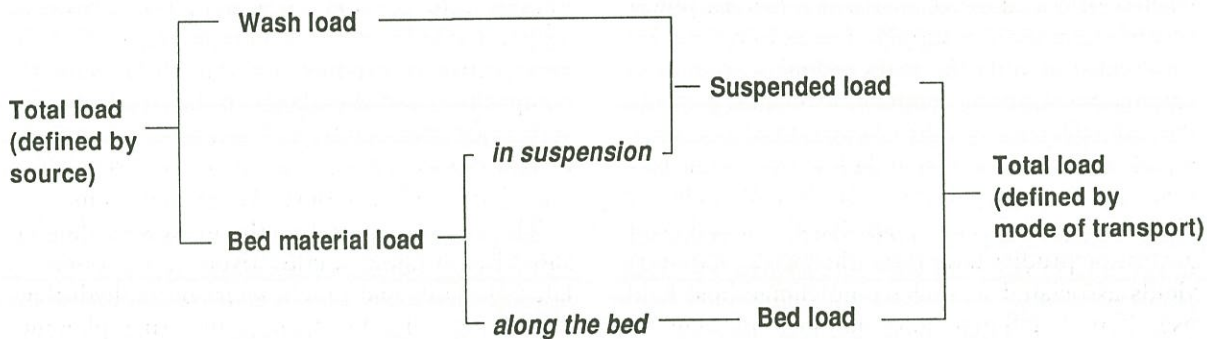 Wash load
Total load
(defined by
source)
Suspended load
in suspension
Total load
(defined by
mode of transport)
Bed material load
along the bed
Bed load